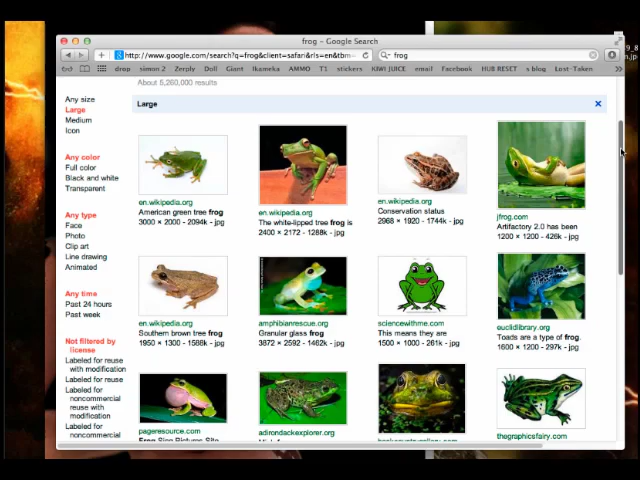 frog – Google Search
http://www.google.com/search?q=frog&client=safari&rls=en&tbm=
frog
drop simon 2 Zerply Dull Giant Ikameka AMMO T1 stickers KIWI JUICE email Facebook HUB RESET s blog Lost-Taken
About 5,260,000 results
Any size
Large
Medium
Icon
Any color
Full color
Black and white
Transparent
Any type
Face
Photo
Clip art
Line drawing
Animated
Any time
Past 24 hours
Past week
Not filtered by
license
Labeled for reuse
with modification
Labeled for reuse
Labeled for
noncommercial
reuse with
modification
Labeled for
noncommercial
Large
en.wikipedia.org
American green tree frog
3000 × 2000 - 2094k - jpg
en.wikipedia.org
The white-lipped tree frog is
2400 × 2172 - 1288k - jpg
en.wikipedia.org
Conservation status
2968 × 1920 - 1744k - jpg
jfrog.com
Artifactory 2.0 has been
1200 × 1200 - 426k - jpg
en.wikipedia.org
Southern brown tree frog
1950 × 1300 - 1588k - jpg
amphibianrescue.org
Granular glass frog
3872 × 2592 - 1462k - jpg
sciencewithme.com
This means they are
1500 × 1000 - 261k - jpg
euclidlibrary.org
Toads are a type of frog.
1600 × 1200 - 297k - jpg
pageresource.com
adirondackexplorer.org
thegraphicsfairy.com